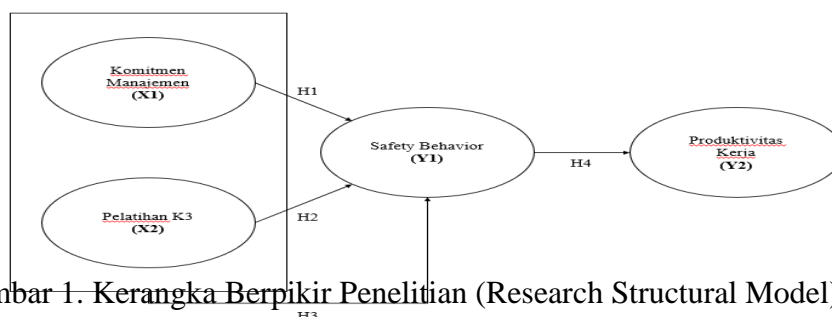 Komitmen
Manajemen
(X1)
H1
Safety Behavior
(Y1)
Produktivitas
Kerja
(Y2)
H4
Pelatihan K3
(X2)
H2
mbar 1. Kerangka Berpikir Penelitian (Research Structural Model)
H3